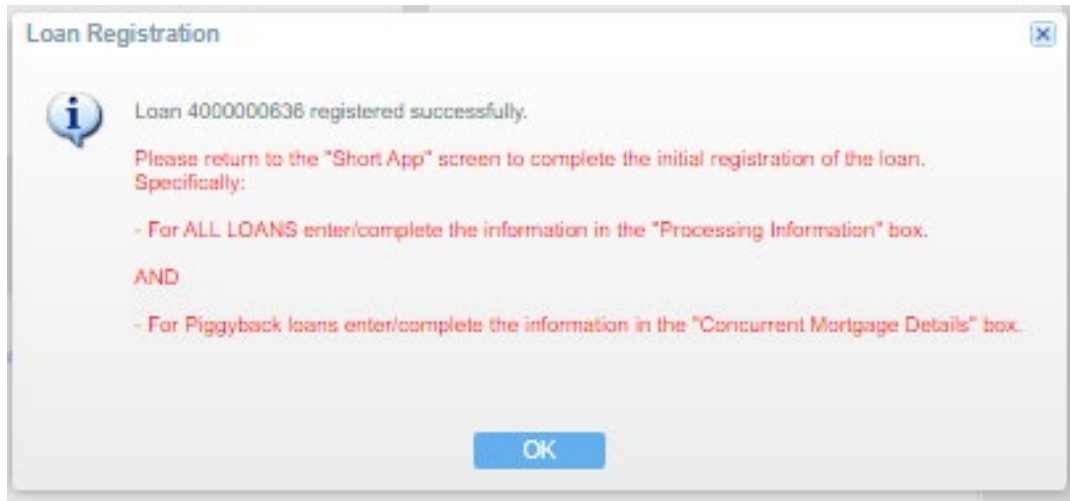 Loan Registration
Loan 4000000636 registered successfully.
Please return to the "Short App" screen to complete the initial registration of the loan.
Specifically:
- For ALL LOANS enter/complete the information in the "Processing Information" box.
AND
- For Piggyback loans enter/complete the information in the "Concurrent Mortgage Details" box.
OK